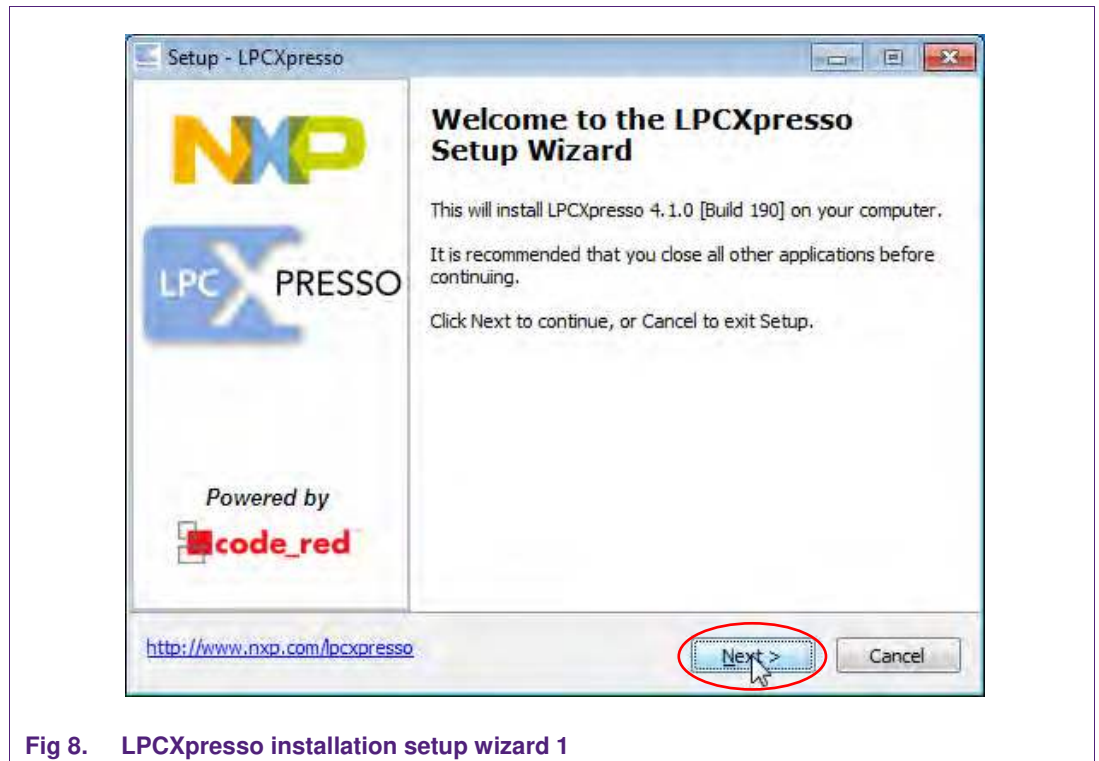 Setup - LPCXpresso
NXP
LPC XPRESSO
Powered by
code_red
Welcome to the LPCXpresso
Setup Wizard
This will install LPCXpresso 4.1.0 [Build 190] on your computer.
It is recommended that you close all other applications before
continuing.
Click Next to continue, or Cancel to exit Setup.
http://www.nxp.com/lpcxpresso
Next >
Cancel
Fig 8. LPCXpresso installation setup wizard 1